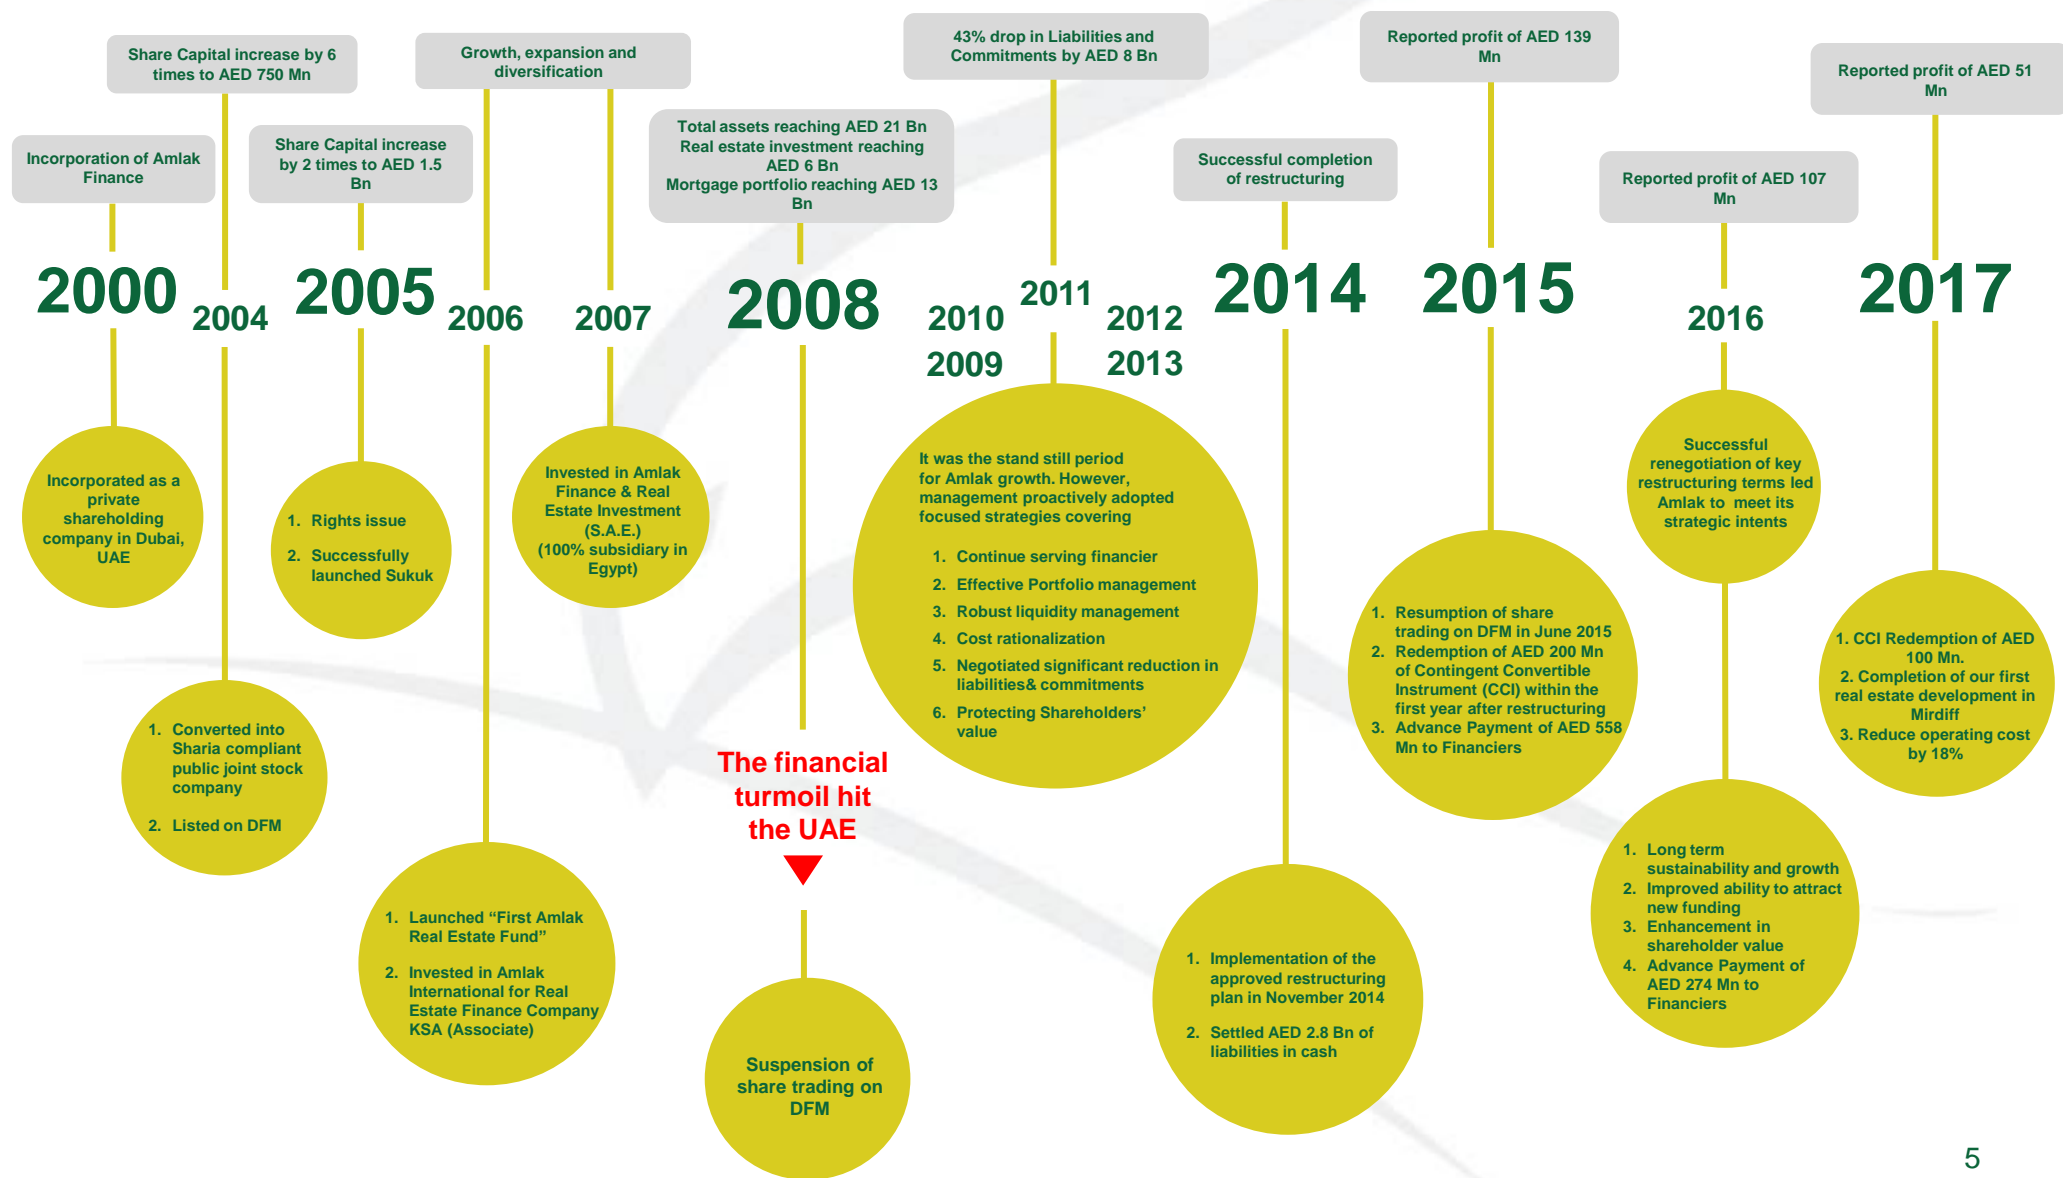 Incorporation of Amlak
Finance
2000
Incorporated as a
private
shareholding
company in Dubai,
UAE
Share Capital increase by 6
times to AED 750 Mn
2004
1. Converted into
Sharia compliant
public joint stock
company
2. Listed on DFM
Share Capital increase
by 2 times to AED 1.5
Bn
2005
1. Rights issue
2. Successfully
launched Sukuk
Growth, expansion and
diversification
2006
1. Launched “First Amlak
Real Estate Fund”
2. Invested in Amlak
International for Real
Estate Finance Company
KSA (Associate)
2007
Invested in Amlak
Finance & Real
Estate Investment
(S.A.E.)
(100% subsidiary in
Egypt)
Total assets reaching AED 21 Bn
Real estate investment reaching
AED 6 Bn
Mortgage portfolio reaching AED 13
Bn
2008
The financial
turmoil hit
the UAE
Suspension of
share trading on
DFM
43% drop in Liabilities and
Commitments by AED 8 Bn
2009
2010
2011
2012
2013
It was the stand still period
for Amlak growth. However,
management proactively adopted
focused strategies covering
1. Continue serving financier
2. Effective Portfolio management
3. Robust liquidity management
4. Cost rationalization
5. Negotiated significant reduction in
liabilities& commitments
6. Protecting Shareholders’
value
Successful completion
of restructuring
2014
1. Implementation of the
approved restructuring
plan in November 2014
2. Settled AED 2.8 Bn of
liabilities in cash
Reported profit of AED 139
Mn
2015
1. Resumption of share
trading on DFM in June 2015
2. Redemption of AED 200 Mn
of Contingent Convertible
Instrument (CCI) within the
first year after restructuring
3. Advance Payment of AED 558
Mn to Financiers
Reported profit of AED 107
Mn
2016
Successful
renegotiation of key
restructuring terms led
Amlak to meet its
strategic intents
1. Long term
sustainability and growth
2. Improved ability to attract
new funding
3. Enhancement in
shareholder value
4. Advance Payment of
AED 274 Mn to
Financiers
Reported profit of AED 51
Mn
2017
1. CCI Redemption of AED
100 Mn.
2. Completion of our first
real estate development in
Mirdiff
3. Reduce operating cost
by 18%
5